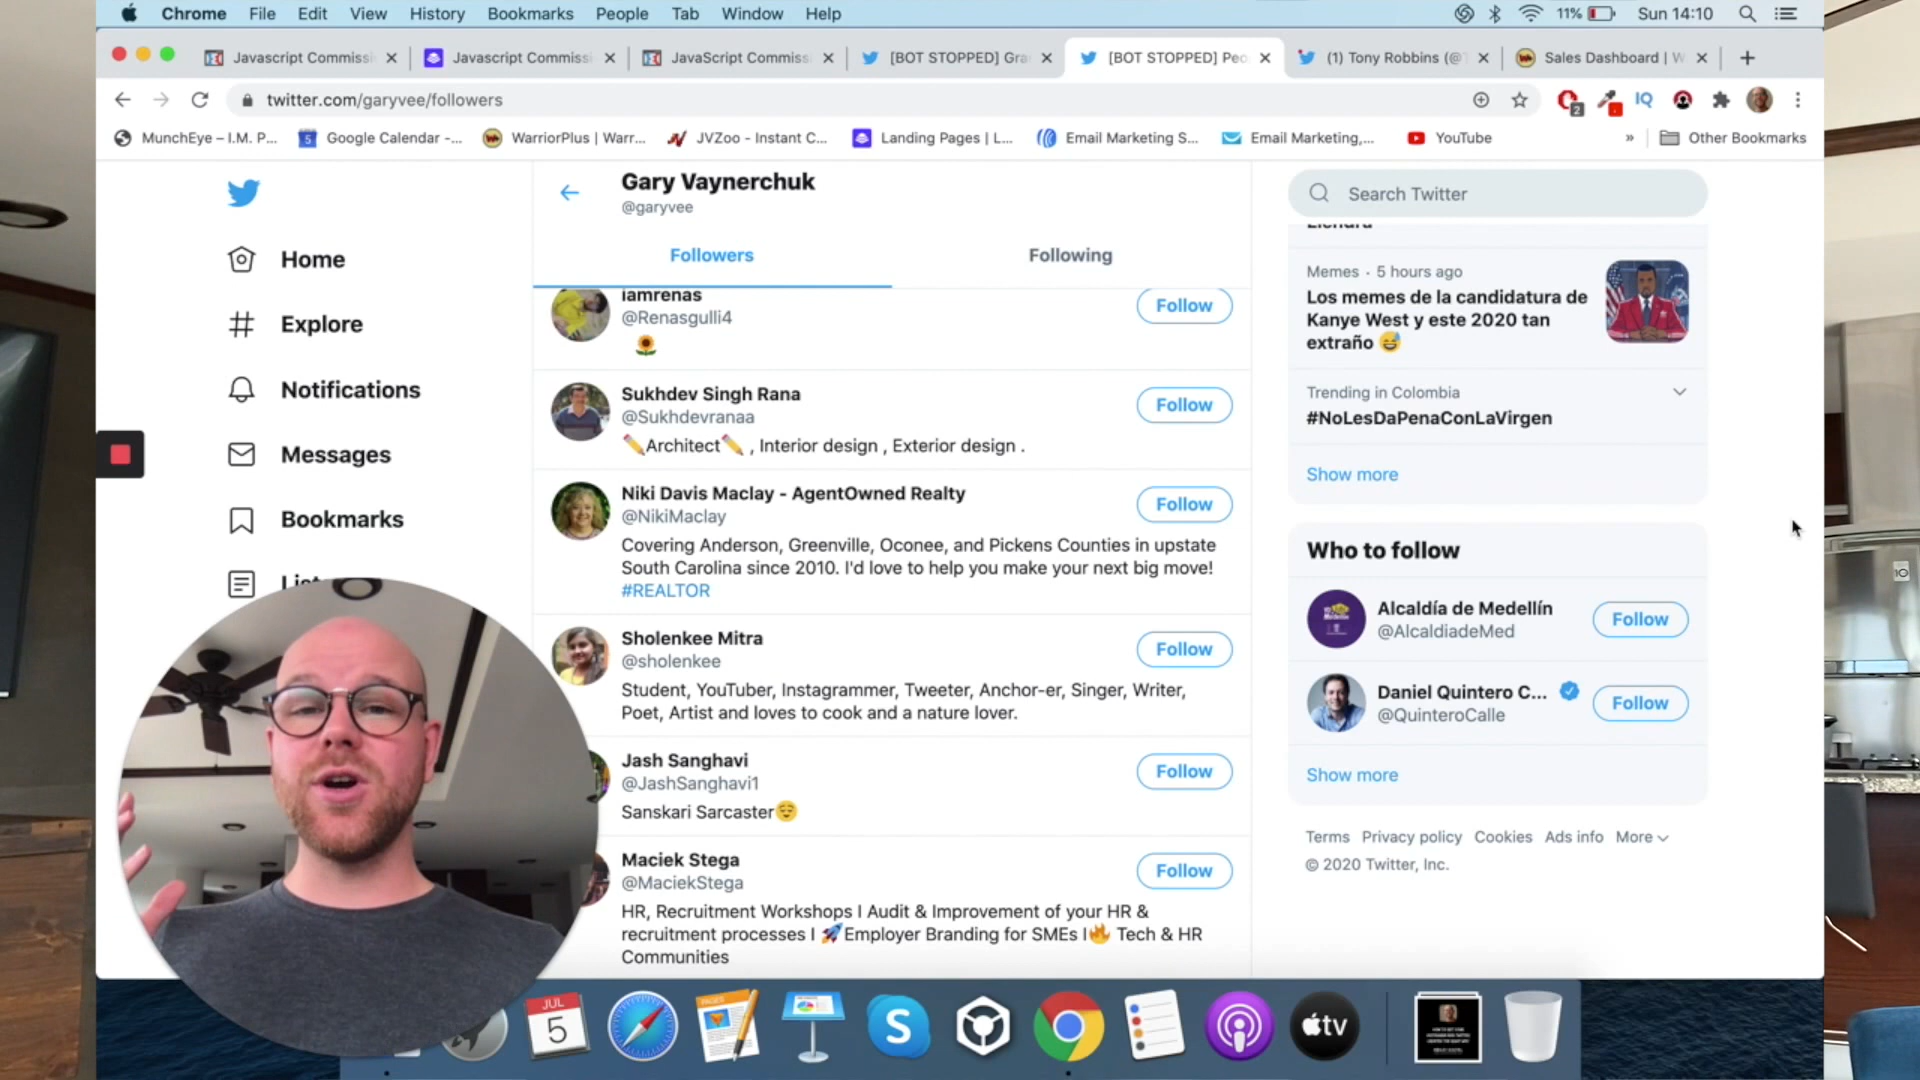 Chrome File Edit View History Bookmarks People Tab Window Help 11% Sun 14:10
Javascript Commissi Javascript Commissi JavaScript Commissi [BOT STOPPED] Gra [BOT STOPPED] Peo (1) Tony Robbins (@ Sales Dashboard | W
twitter.com/garyvee/followers 2 IQ
MunchEye – I.M. P... Google Calendar -... WarriorPlus | Warr... JVZoo - Instant C... Landing Pages | L... Email Marketing S... Email Marketing,... YouTube » Other Bookmarks
Gary Vaynerchuk
@garyvee
Followers Following
Home
Explore
Notifications
Messages
Bookmarks
iamrenas
@Renasgulli4
🌻
Follow
Sukhdev Singh Rana
@Sukhdevranaa
✏️Architect✏️ , Interior design , Exterior design .
Follow
Niki Davis Maclay - AgentOwned Realty
@NikiMaclay
Covering Anderson, Greenville, Oconee, and Pickens Counties in upstate
South Carolina since 2010. I'd love to help you make your next big move!
#REALTOR
Follow
Sholenkee Mitra
@sholenkee
Student, YouTuber, Instagrammer, Tweeter, Anchor-er, Singer, Writer,
Poet, Artist and loves to cook and a nature lover.
Follow
Jash Sanghavi
@JashSanghavi1
Sanskari Sarcaster😌
Follow
Maciek Stega
@MaciekStega
HR, Recruitment Workshops I Audit & Improvement of your HR &
recruitment processes I 🚀Employer Branding for SMEs I🔥 Tech & HR
Communities
Follow
Search Twitter
Memes · 5 hours ago
Los memes de la candidatura de
Kanye West y este 2020 tan
extraño 😅
Trending in Colombia
#NoLesDaPenaConLaVirgen
Show more
Who to follow
Alcaldía de Medellín
@AlcaldiadeMed
Follow
Daniel Quintero C...
@QuinteroCalle
Follow
Show more
Terms Privacy policy Cookies Ads info More
© 2020 Twitter, Inc.
JUL
5
PAGES
S
tv